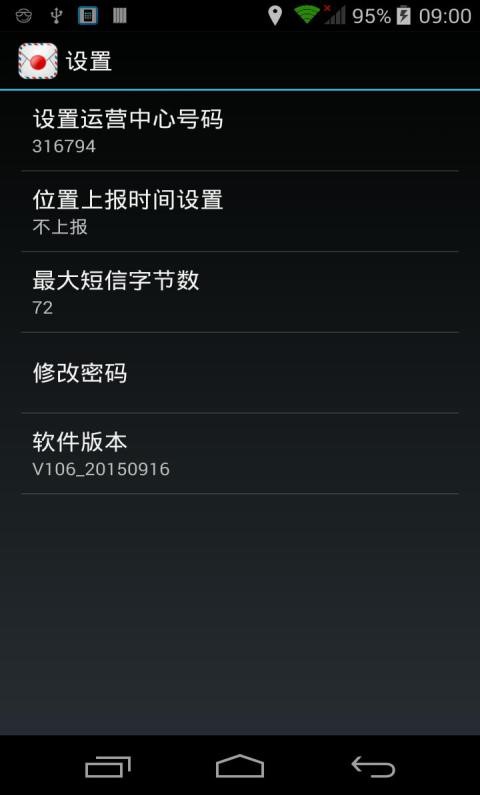 95%
09:00
设置
设置运营中心号码
316794
位置上报时间设置
不上报
最大短信字节数
72
修改密码
软件版本
V106_20150916